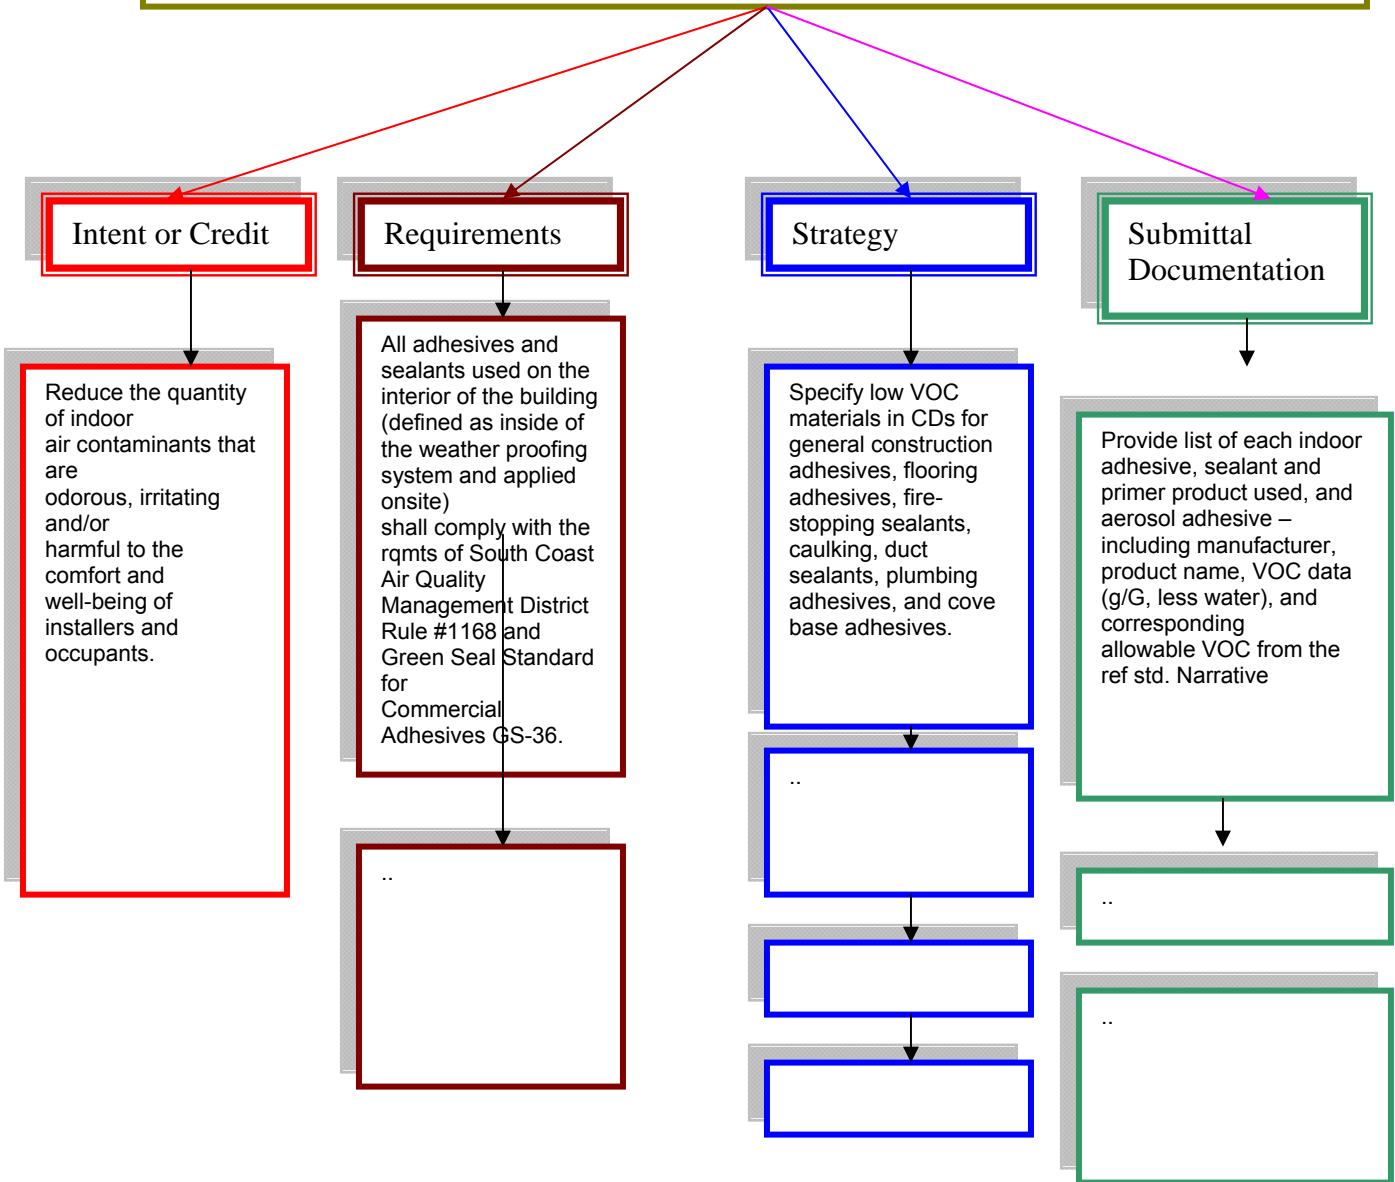 Intent or Credit
Requirements
Strategy
Submittal
Documentation
Reduce the quantity
of indoor
air contaminants that
are
odorous, irritating
and/or
harmful to the
comfort and
well-being of
installers and
occupants.
All adhesives and
sealants used on the
interior of the building
(defined as inside of
the weather proofing
system and applied
onsite)
shall comply with the
rqmts of South Coast
Air Quality
Management District
Rule #1168 and
Green Seal Standard
for
Commercial
Adhesives GS-36.
..
Specify low VOC
materials in CDs for
general construction
adhesives, flooring
adhesives, fire-
stopping sealants,
caulking, duct
sealants, plumbing
adhesives, and cove
base adhesives.
..
Provide list of each indoor
adhesive, sealant and
primer product used, and
aerosol adhesive –
including manufacturer,
product name, VOC data
(g/G, less water), and
corresponding
allowable VOC from the
ref std. Narrative
..
..